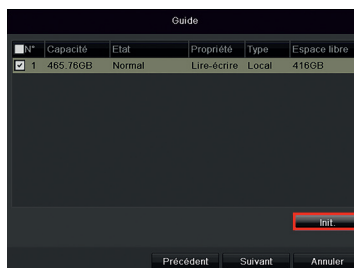 Guide
N° Capacité Etat Propriété Type Espace libre
1 465.76GB Normal Lire-écrire Local 416GB
Init.
Précédent Suivant Annuler